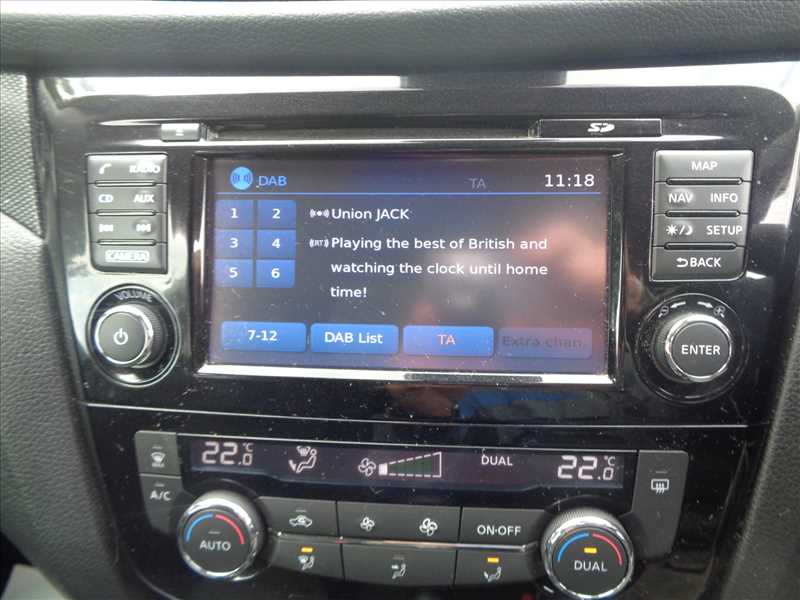 SD
RADIO
CD AUX
CAMERA
VOLUME
DAB TA 11:18
1 2
3 4
5 6
Union JACK
RT Playing the best of British and
watching the clock until home
time!
7-12 DAB List TA Extra chan.
MAP
NAV INFO
SETUP
BACK
ENTER
22.0 °C DUAL 22.0 °C
MAX
A/C
AUTO
ON·OFF
DUAL